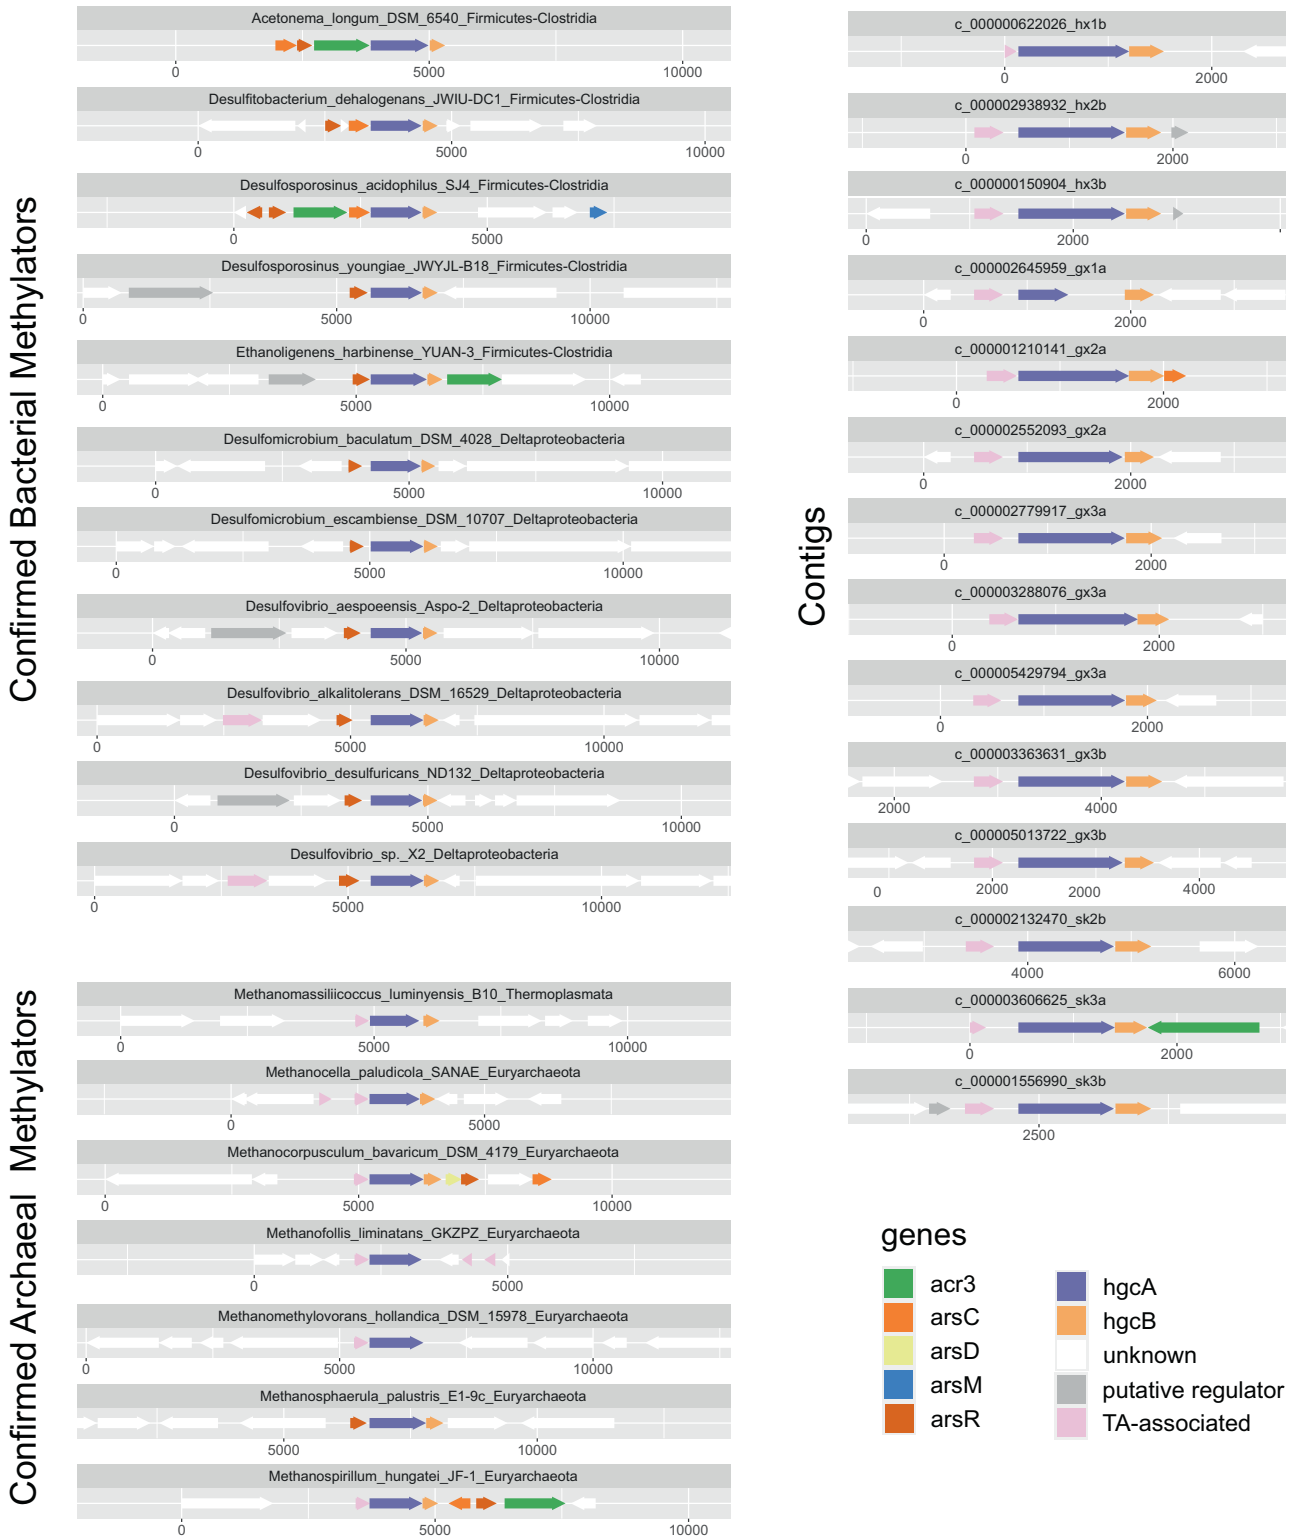 Confirmed Bacterial Methylators
Acetonema_longum_DSM_6540_Firmicutes-Clostridia
0 5000 10000
Desulfitobacterium_dehalogenans_JWIU-DC1_Firmicutes-Clostridia
0 5000 10000
Desulfosporosinus_acidophilus_SJ4_Firmicutes-Clostridia
0 5000
Desulfosporosinus_youngiae_JWYJL-B18_Firmicutes-Clostridia
0 5000 10000
Ethanoligenens_harbinense_YUAN-3_Firmicutes-Clostridia
0 5000 10000
Desulfomicrobium_baculatum_DSM_4028_Deltaproteobacteria
0 5000 10000
Desulfomicrobium_escambiense_DSM_10707_Deltaproteobacteria
0 5000 10000
Desulfovibrio_aespoeensis_Aspo-2_Deltaproteobacteria
0 5000 10000
Desulfovibrio_alkalitolerans_DSM_16529_Deltaproteobacteria
0 5000 10000
Desulfovibrio_desulfuricans_ND132_Deltaproteobacteria
0 5000 10000
Desulfovibrio_sp._X2_Deltaproteobacteria
0 5000 10000
Confirmed Archaeal Methylators
Methanomassiliicoccus_luminyensis_B10_Thermoplasmata
0 5000 10000
Methanocella_paludicola_SANAE_Euryarchaeota
0 5000
Methanocorpusculum_bavaricum_DSM_4179_Euryarchaeota
0 5000 10000
Methanofollis_liminatans_GKZPZ_Euryarchaeota
0 5000
Methanomethylovorans_hollandica_DSM_15978_Euryarchaeota
0 5000 10000
Methanosphaerula_palustris_E1-9c_Euryarchaeota
5000 10000
Methanospirillum_hungatei_JF-1_Euryarchaeota
0 5000 10000
Contigs
c_000000622026_hx1b
0 2000
c_000002938932_hx2b
0 2000
c_000000150904_hx3b
0 2000
c_000002645959_gx1a
0 2000
c_000001210141_gx2a
0 2000
c_000002552093_gx2a
0 2000
c_000002779917_gx3a
0 2000
c_000003288076_gx3a
0 2000
c_000005429794_gx3a
0 2000
c_000003363631_gx3b
2000 4000
c_000005013722_gx3b
0 2000 2000 4000
c_000002132470_sk2b
4000 6000
c_000003606625_sk3a
0 2000
c_000001556990_sk3b
2500
genes
acr3
arsC
arsD
arsM
arsR
hgcA
hgcB
unknown
putative regulator
TA-associated